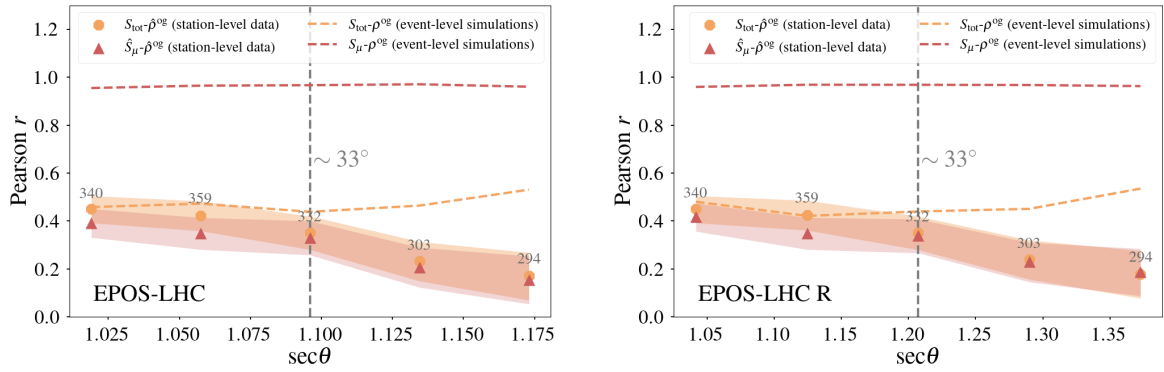 S_tot-ρ̂^og (station-level data)
Ŝ_μ-ρ̂^og (station-level data)
S_tot-ρ^og (event-level simulations)
S_μ-ρ^og (event-level simulations)
Pearson r
1.2
1.0
0.8
0.6
0.4
0.2
0.0
~ 33°
340
359
332
303
294
EPOS-LHC
1.025
1.050
1.075
1.100
1.125
1.150
1.175
secθ
S_tot-ρ̂^og (station-level data)
Ŝ_μ-ρ̂^og (station-level data)
S_tot-ρ^og (event-level simulations)
S_μ-ρ^og (event-level simulations)
Pearson r
1.2
1.0
0.8
0.6
0.4
0.2
0.0
~ 33°
340
359
332
303
294
EPOS-LHC R
1.05
1.10
1.15
1.20
1.25
1.30
1.35
secθ